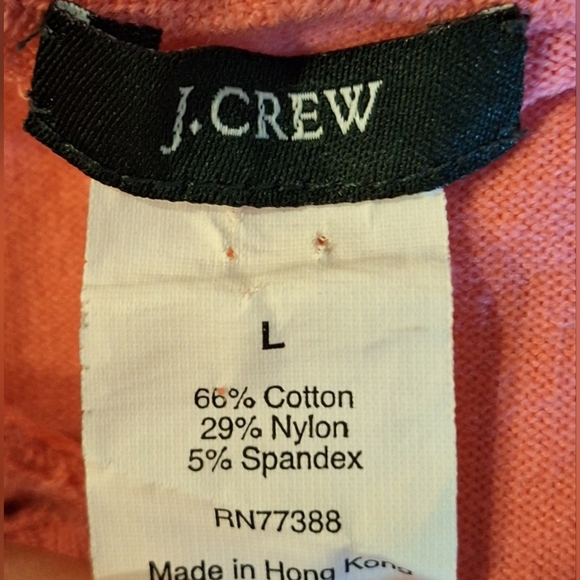 J.CREW
L
66% Cotton
29% Nylon
5% Spandex
RN77388
Made in Hong Kong